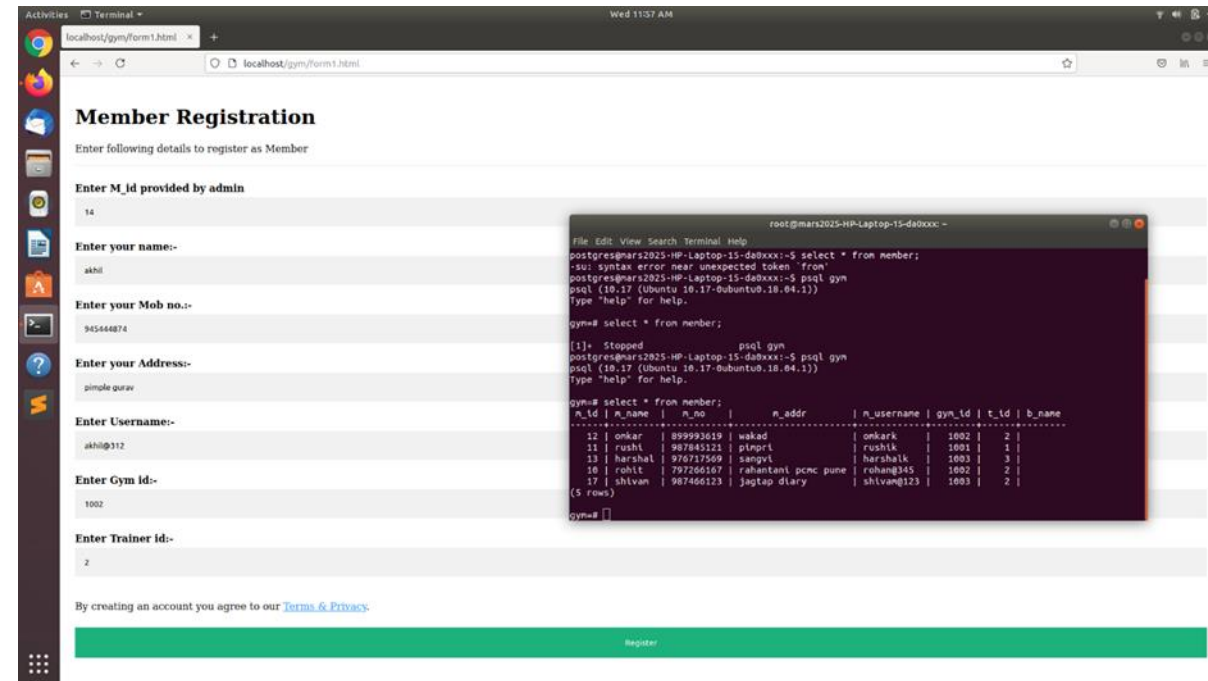 Activities Terminal Wed 11:57 AM
localhost/gym/form1.html × +
localhost/gym/form1.html
Member Registration
Enter following details to register as Member
Enter M_id provided by admin
14
Enter your name:-
akhil
Enter your Mob no.:-
945444874
Enter your Address:-
pimple gurav
Enter Username:-
akhil@312
Enter Gym id:-
1002
Enter Trainer id:-
2
By creating an account you agree to our Terms & Privacy.
Register
root@mars2025-HP-Laptop-15-da0xxx: ~
File Edit View Search Terminal Help
postgres@mars2025-HP-Laptop-15-da0xxx:~$ select * from member;
-su: syntax error near unexpected token `from'
postgres@mars2025-HP-Laptop-15-da0xxx:~$ psql gym
psql (10.17 (Ubuntu 10.17-0ubuntu0.18.04.1))
Type "help" for help.
gym=# select * from member;
[1]+ Stopped psql gym
postgres@mars2025-HP-Laptop-15-da0xxx:~$ psql gym
psql (10.17 (Ubuntu 10.17-0ubuntu0.18.04.1))
Type "help" for help.
gym=# select * from member;
m_id | m_name | m_no | m_addr | m_username | gym_id | t_id | b_name
12 | omkar | 899993619 | wakad | omkark | 1002 | 2 |
11 | rushi | 987845121 | pimpri | rushik | 1001 | 1 |
13 | harshal | 976717569 | sangvi | harshalk | 1003 | 3 |
10 | rohit | 797266167 | rahantani pcmc pune | rohan@345 | 1002 | 2 |
17 | shivam | 987466123 | jagtap diary | shivam@123 | 1003 | 2 |
(5 rows)
gym=#